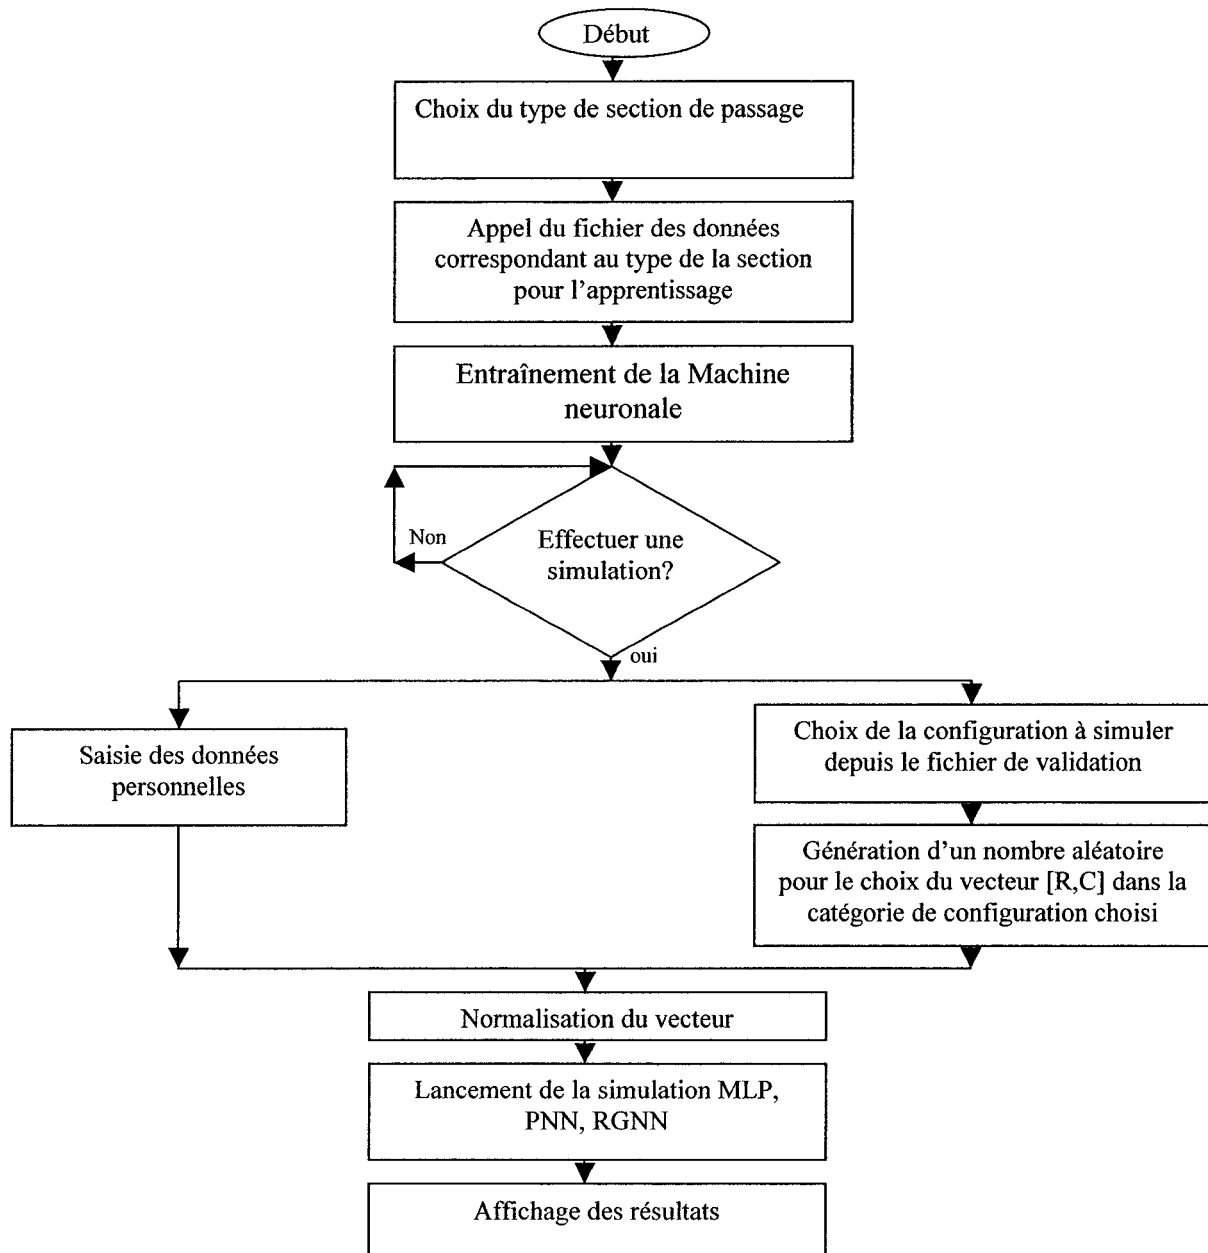 Début
Choix du type de section de passage
Appel du fichier des données
correspondant au type de la section
pour l'apprentissage
Entraînement de la Machine
neuronale
Non
Effectuer une
simulation?
oui
Saisie des données
personnelles
Choix de la configuration à simuler
depuis le fichier de validation
Génération d'un nombre aléatoire
pour le choix du vecteur [R,C] dans la
catégorie de configuration choisi
Normalisation du vecteur
Lancement de la simulation MLP,
PNN, RGNN
Affichage des résultats